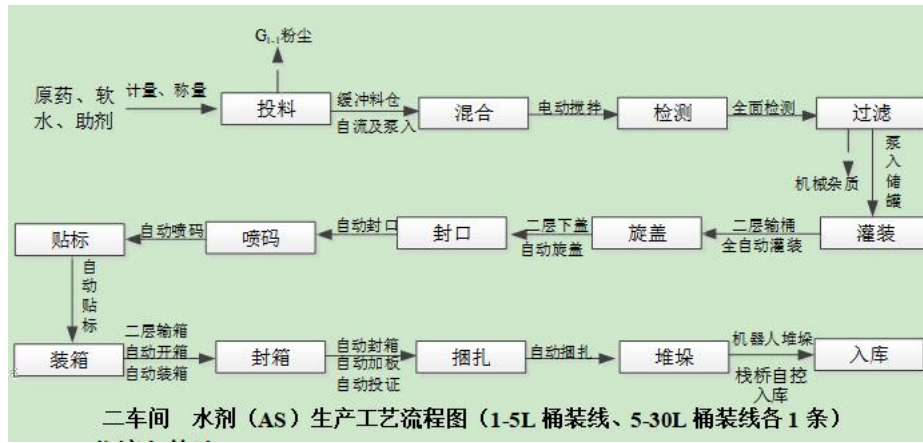 G₁₋₁粉尘
原药、软
水、助剂
计量、称量
投料
缓冲料仓
自流及泵入
混合
电动搅拌
检测
全面检测
过滤
机械杂质
泵
入
储
罐
贴标
自动喷码
喷码
自动封口
封口
二层下盖
自动旋盖
旋盖
二层输桶
全自动灌装
灌装
自
动
贴
标
装箱
二层输箱
自动开箱
自动装箱
封箱
自动封箱
自动加板
自动投证
捆扎
自动捆扎
堆垛
机器人堆垛
栈桥自控
入库
入库
二车间 水剂（AS）生产工艺流程图（1-5L 桶装线、5-30L 桶装线各 1 条）